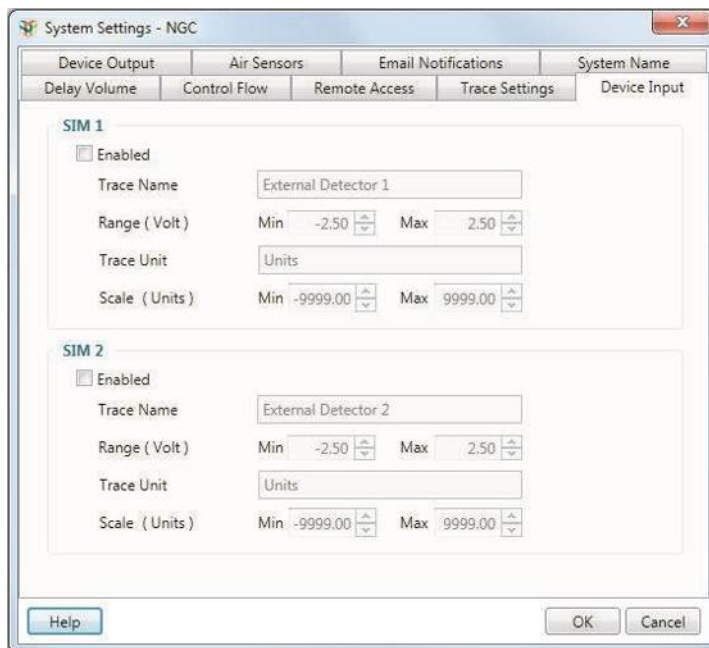 System Settings - NGC
Device Output Air Sensors Email Notifications System Name
Delay Volume Control Flow Remote Access Trace Settings Device Input
SIM 1
Enabled
Trace Name External Detector 1
Range ( Volt ) Min -2.50 Max 2.50
Trace Unit Units
Scale ( Units ) Min -9999.00 Max 9999.00
SIM 2
Enabled
Trace Name External Detector 2
Range ( Volt ) Min -2.50 Max 2.50
Trace Unit Units
Scale ( Units ) Min -9999.00 Max 9999.00
Help OK Cancel